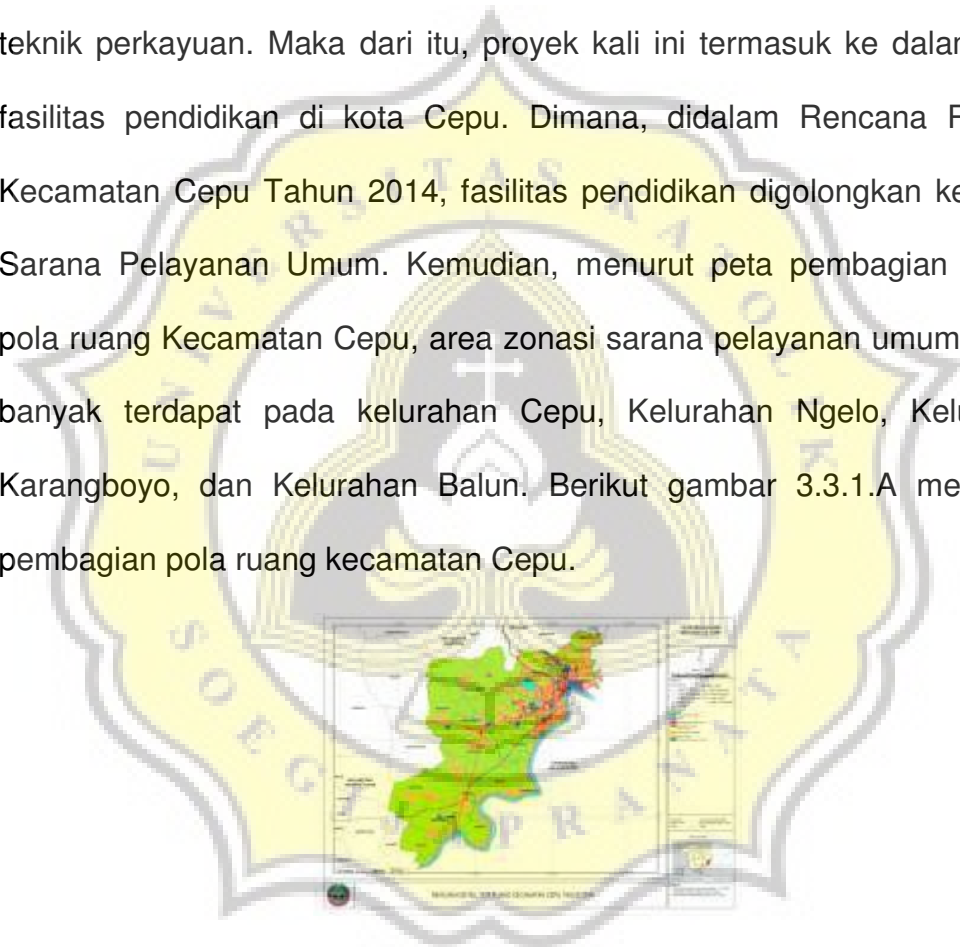 teknik perkayuan. Maka dari itu, proyek kali ini termasuk ke dalam
fasilitas pendidikan di kota Cepu. Dimana, didalam Rencana
Kecamatan Cepu Tahun 2014, fasilitas pendidikan digolongkan ke
Sarana Pelayanan Umum. Kemudian, menurut peta pembagian
pola ruang Kecamatan Cepu, area zonasi sarana pelayanan umum
banyak terdapat pada kelurahan Cepu, Kelurahan Ngelo,
Karangboyo, dan Kelurahan Balun. Berikut gambar 3.3.1.A
pembagian pola ruang kecamatan Cepu.
UNIVERSITAS KATOLIK
SOEGIJAPRANATA